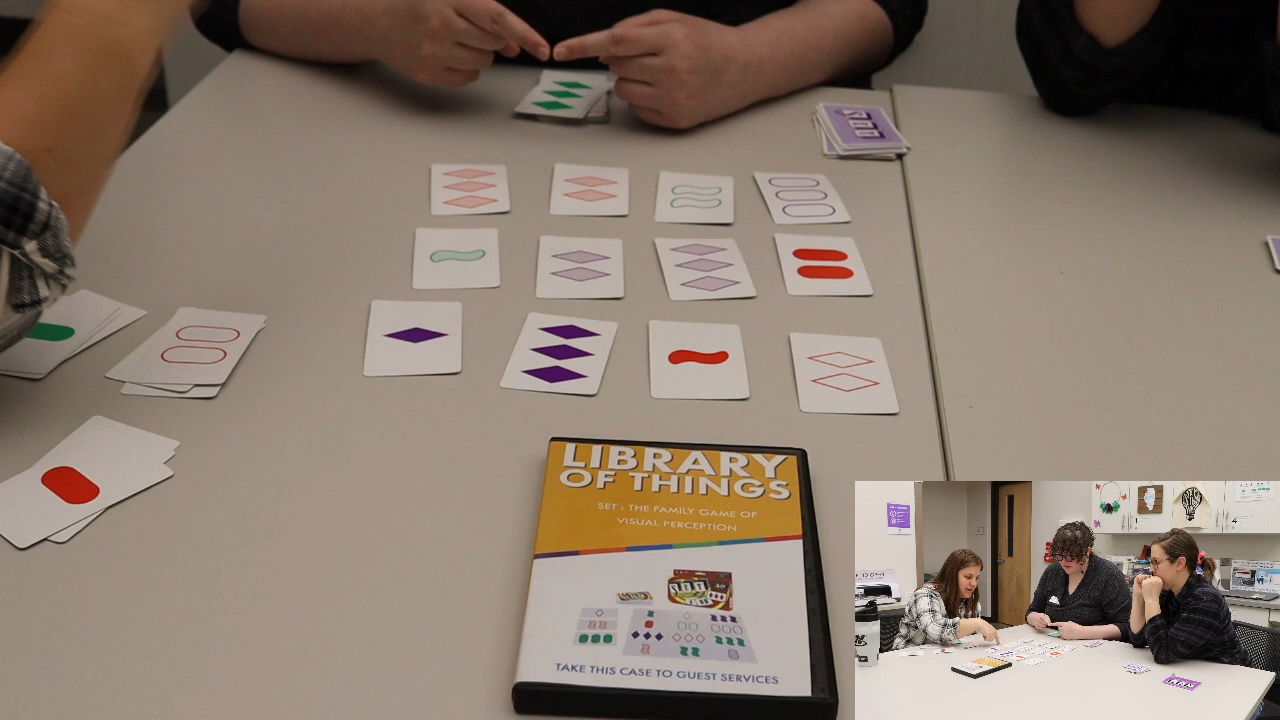 LIBRARY
OF THINGS
SET : THE FAMILY GAME OF
VISUAL PERCEPTION
TAKE THIS CASE TO GUEST SERVICES